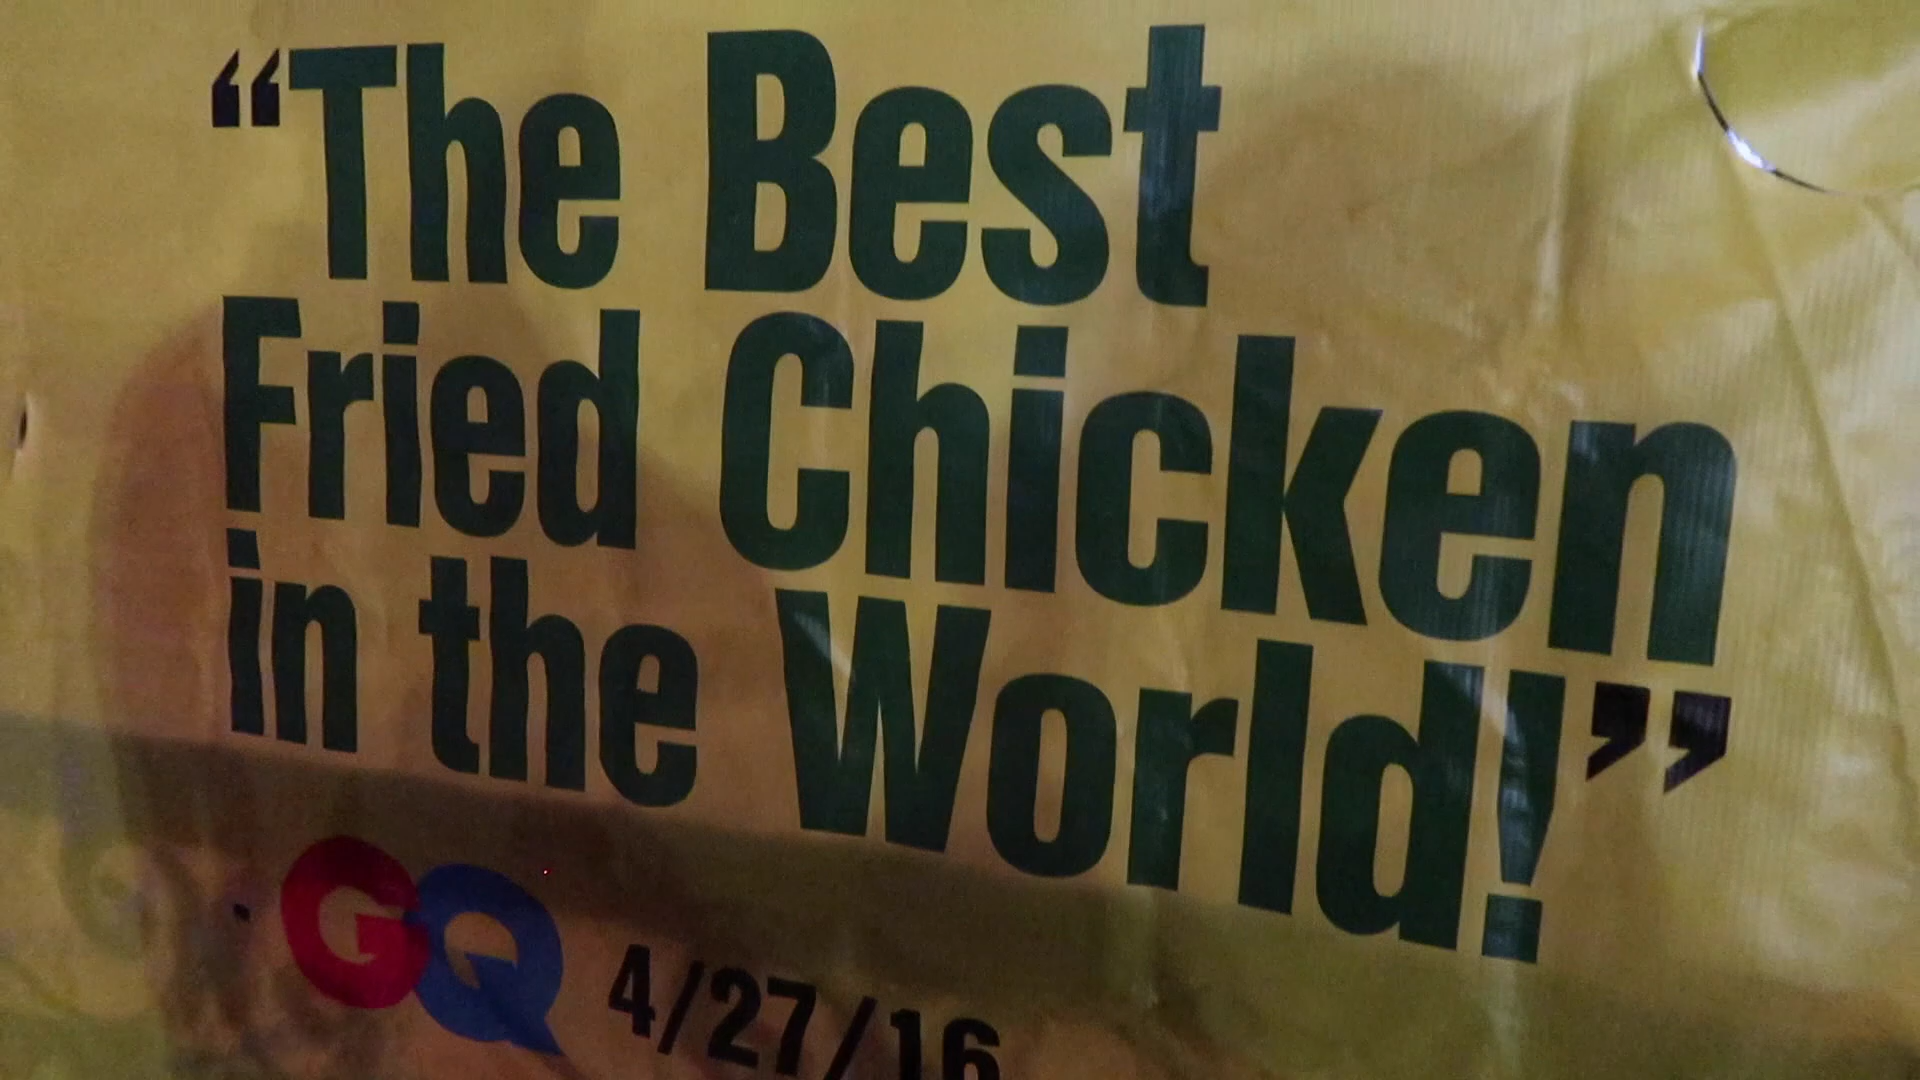 “The Best
Fried Chicken
in the World!”
- GQ 4/27/16